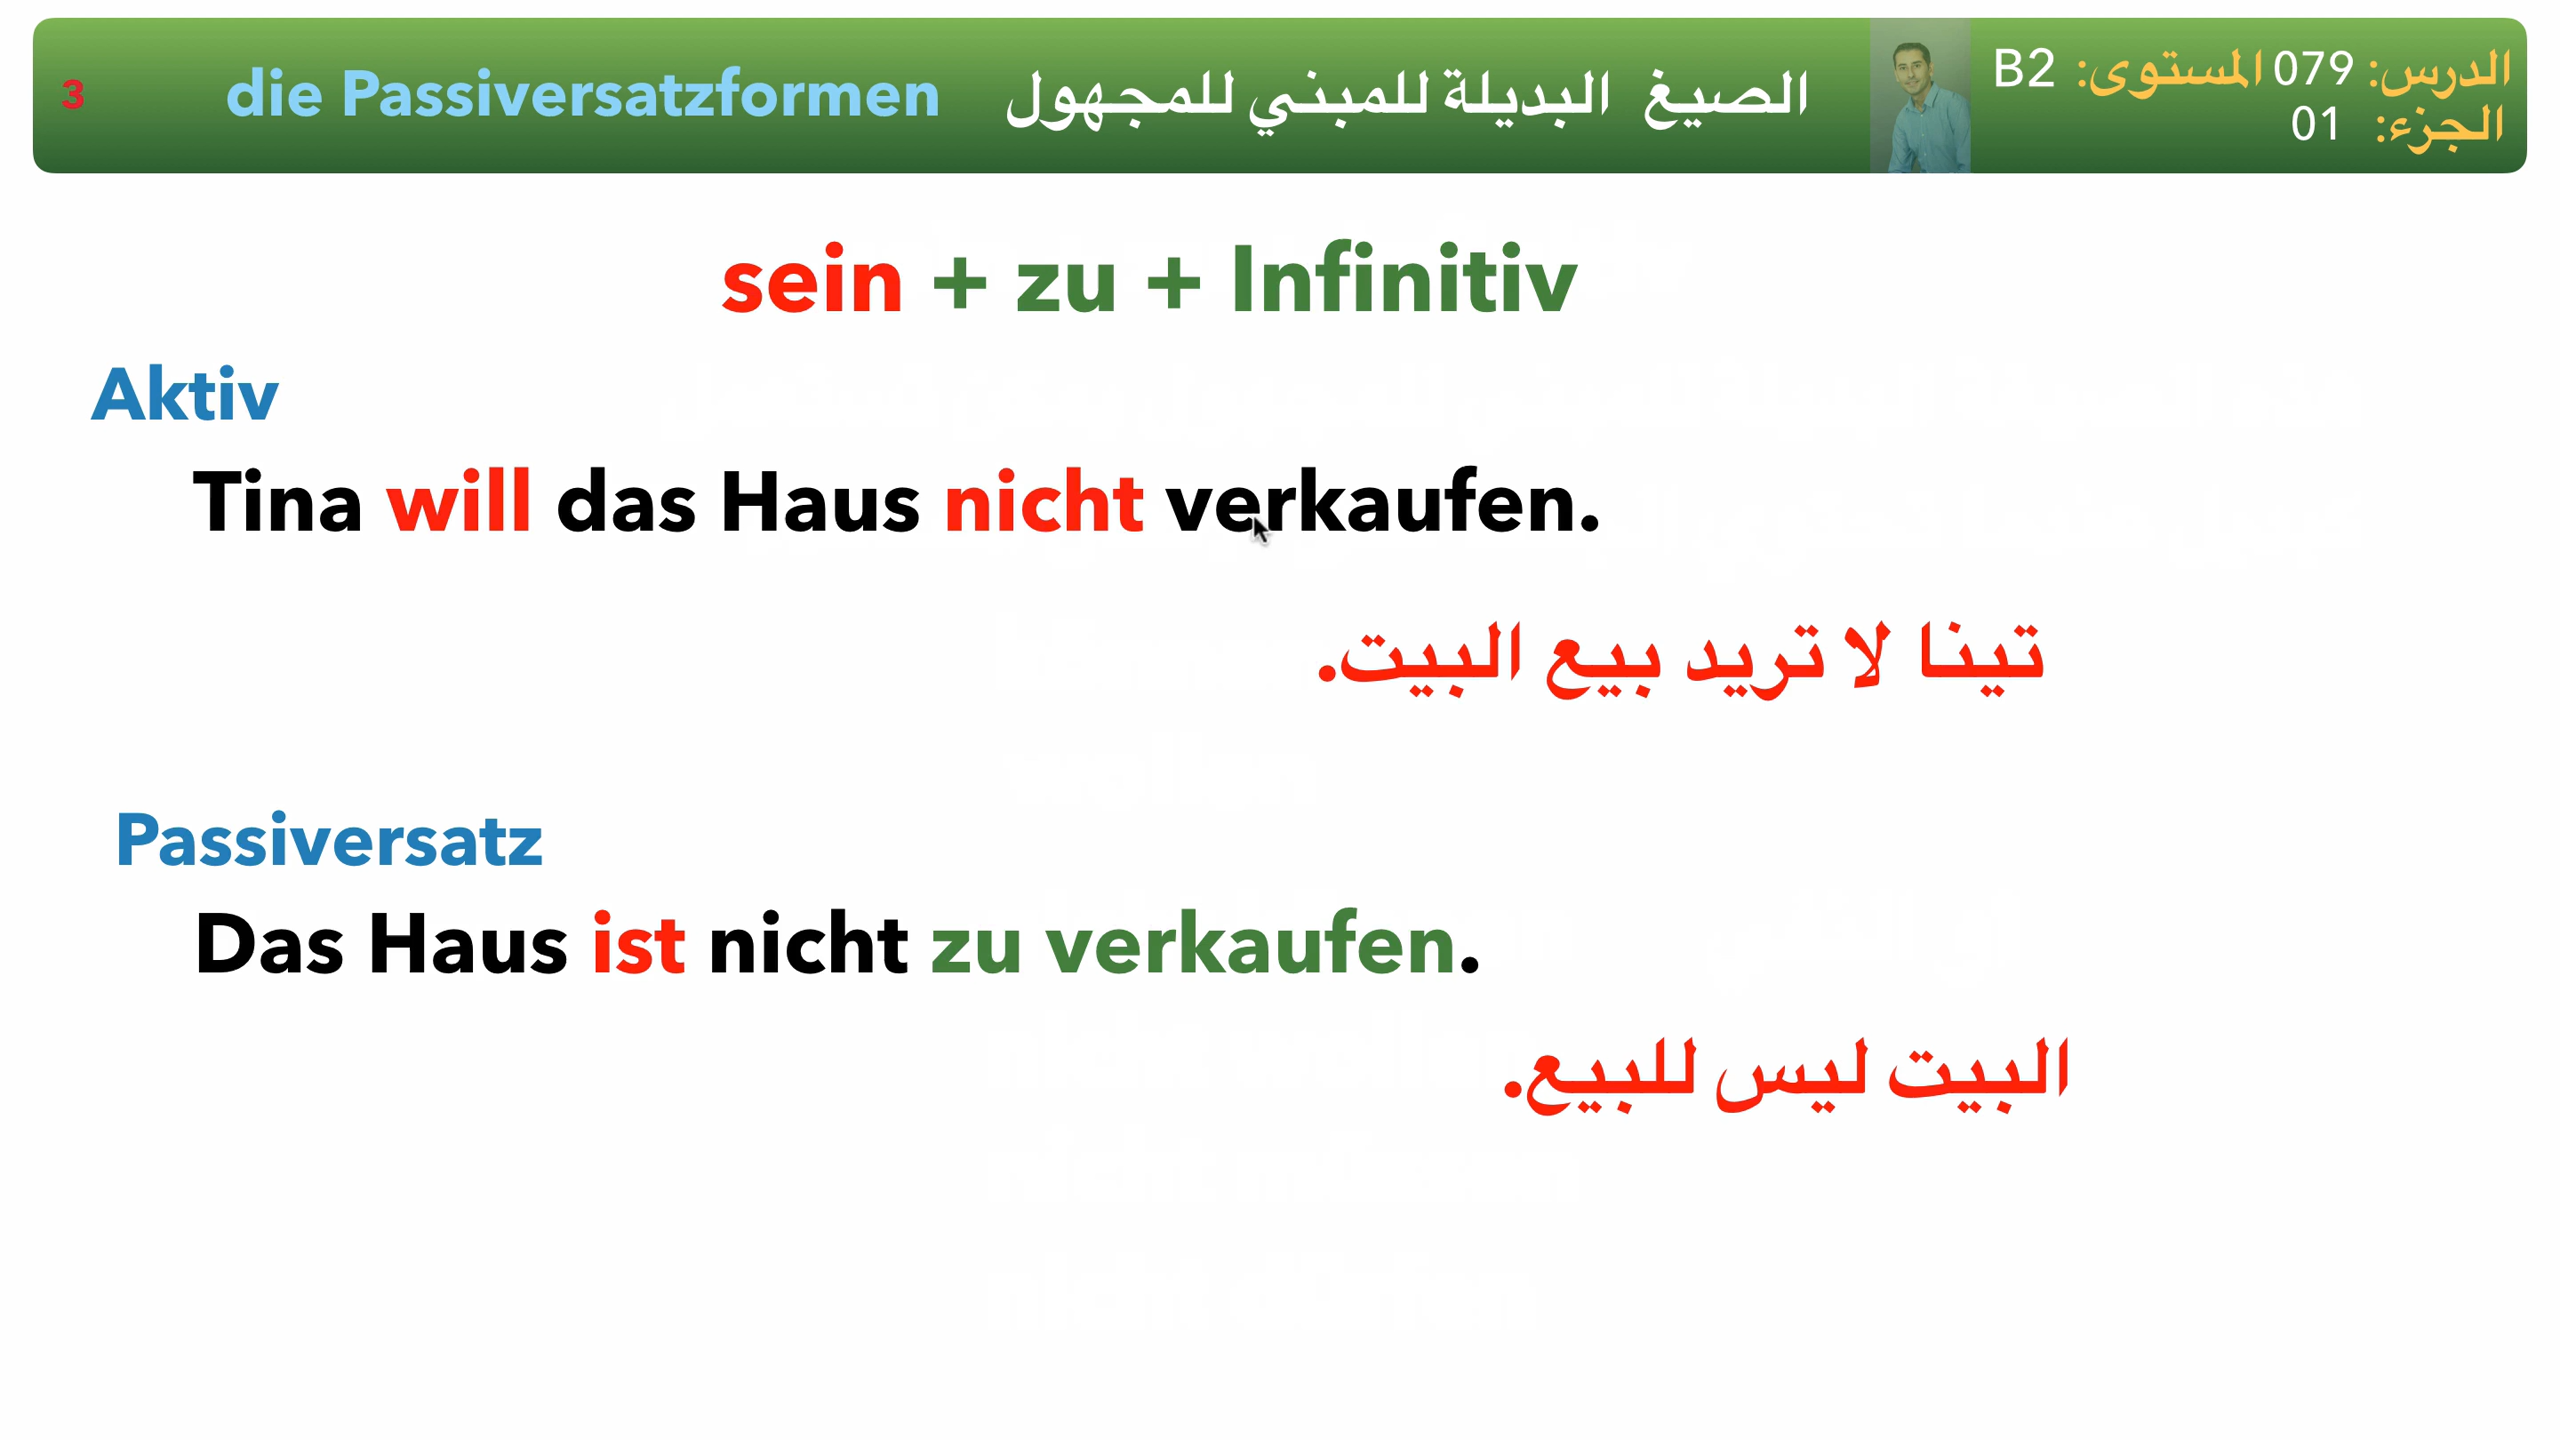 3 die Passiversatzformen الصيغ البديلة للمبني للمجهول
الدرس: 079 المستوى: B2
الجزء: 01
sein + zu + Infinitiv
Aktiv
Tina will das Haus nicht verkaufen.
تينا لا تريد بيع البيت.
Passiversatz
Das Haus ist nicht zu verkaufen.
البيت ليس للبيع.